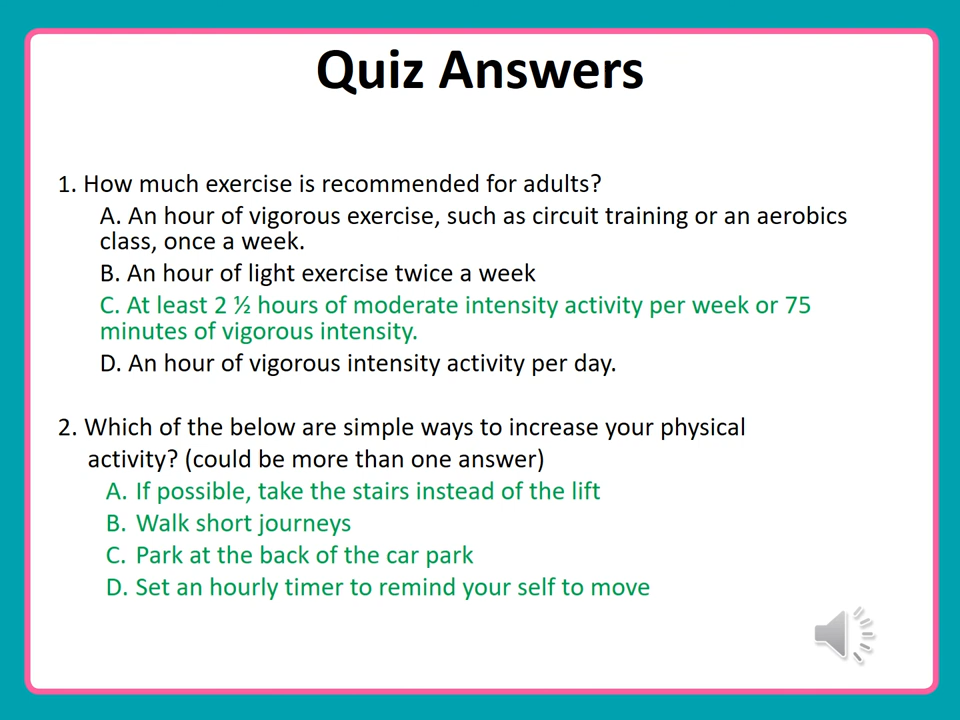 Quiz Answers
1. How much exercise is recommended for adults?
A. An hour of vigorous exercise, such as circuit training or an aerobics
class, once a week.
B. An hour of light exercise twice a week
C. At least 2 ½ hours of moderate intensity activity per week or 75
minutes of vigorous intensity.
D. An hour of vigorous intensity activity per day.
2. Which of the below are simple ways to increase your physical
activity? (could be more than one answer)
A. If possible, take the stairs instead of the lift
B. Walk short journeys
C. Park at the back of the car park
D. Set an hourly timer to remind your self to move